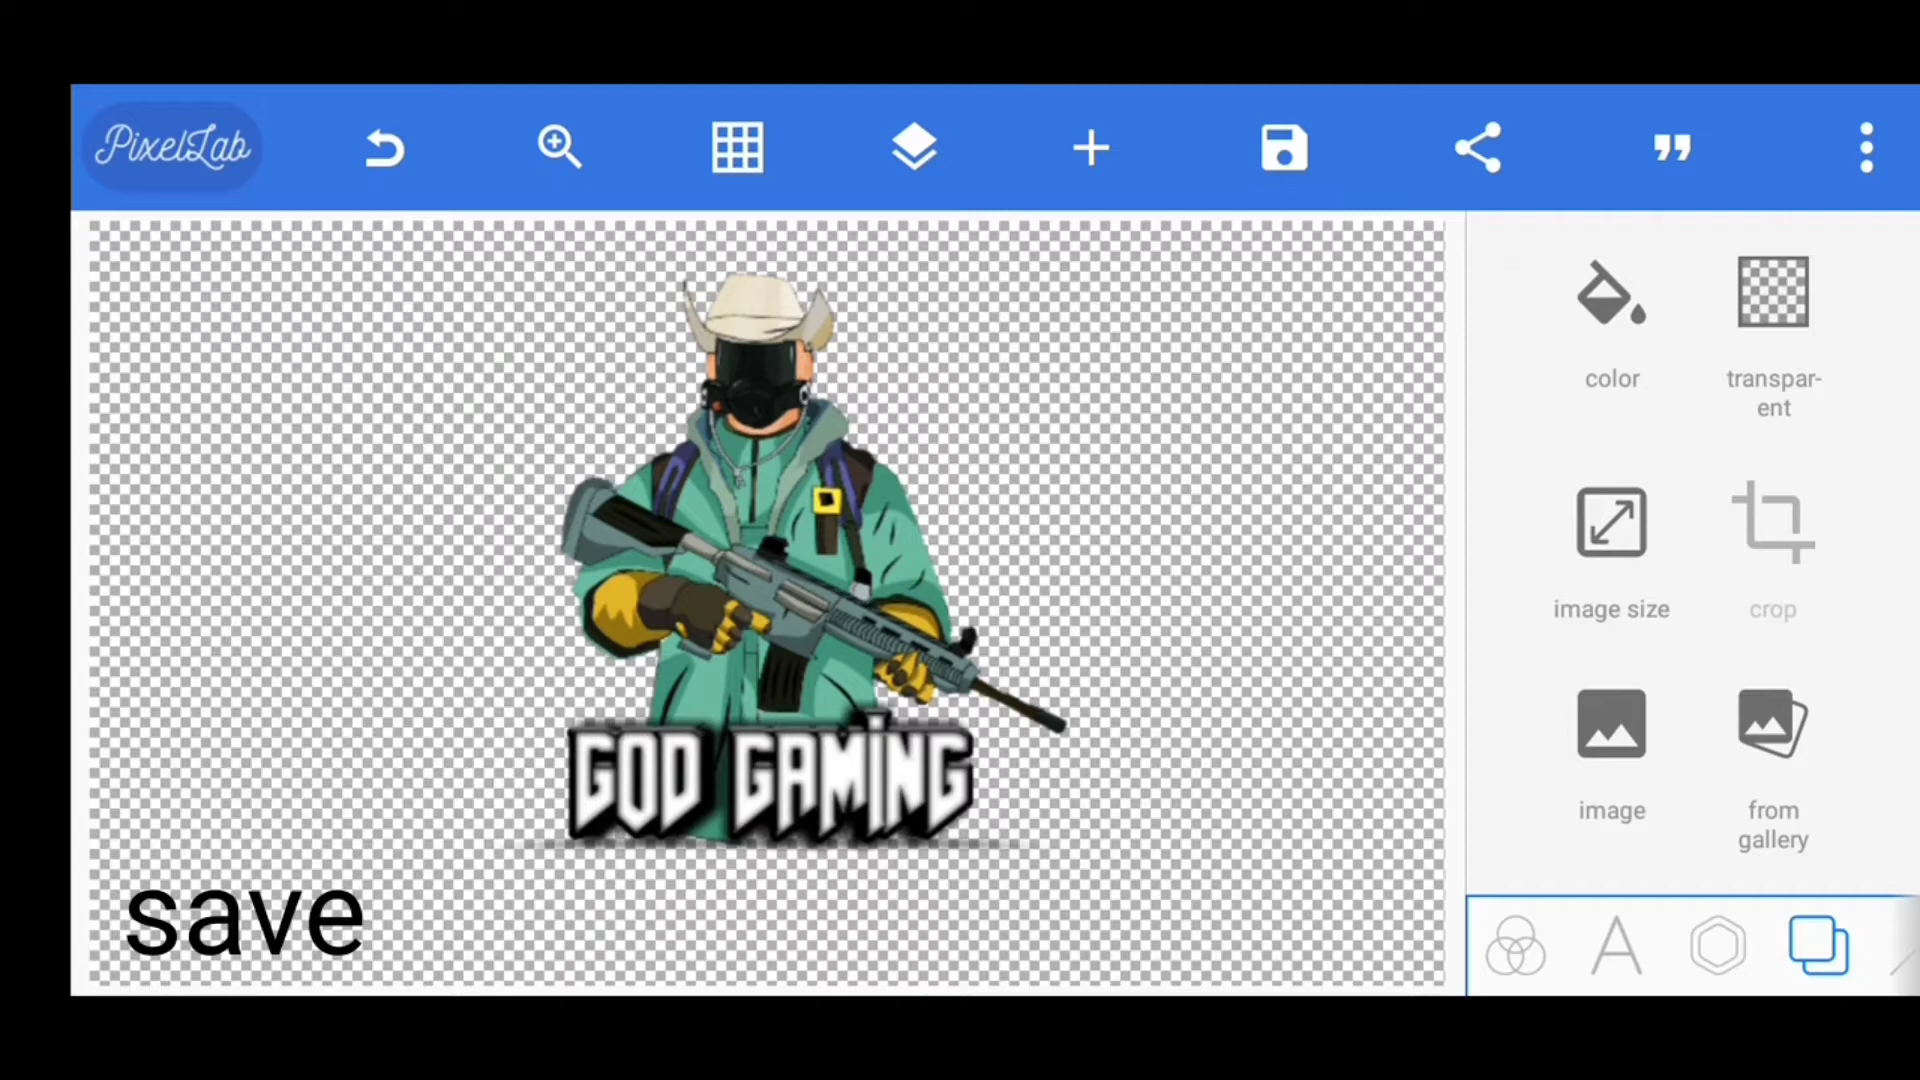 PixelLab
color
transpar-
ent
image size
crop
image
from
gallery
GOD GAMING
save